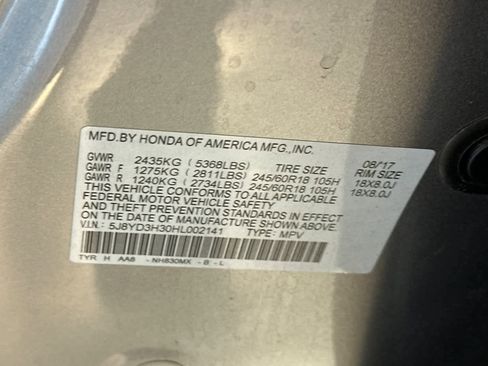 MFD.BY HONDA OF AMERICA MFG.,INC. 08/'17
GVWR 2435KG ( 5368LBS) TIRE SIZE RIM SIZE
GAWR F 1275KG ( 2811LBS) 245/60R18 105H 18X8.0J
GAWR R 1240KG ( 2734LBS) 245/60R18 105H 18X8.0J
THIS VEHICLE CONFORMS TO ALL APPLICABLE
FEDERAL MOTOR VEHICLE SAFETY STANDARDS IN EFFECT
ON THE DATE OF MANUFACTURE SHOWN ABOVE.
V.I.N.: 5J8YD3H30HL002141 TYPE: MPV
TYR H AA8 -NH830MX -B -L